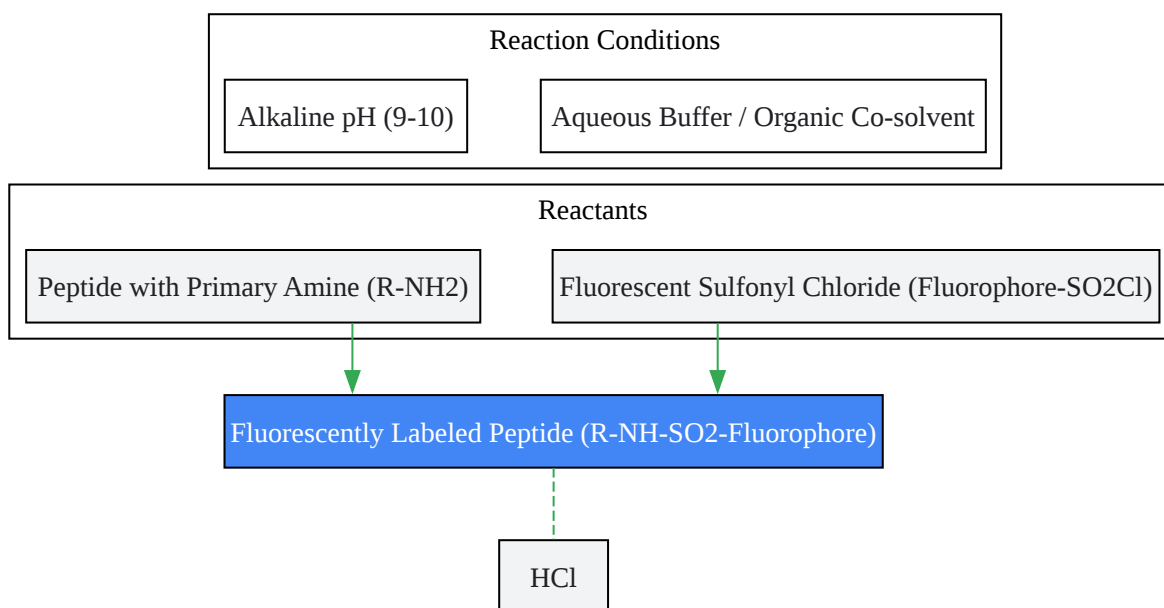 Reaction Conditions
Alkaline pH (9-10)
Aqueous Buffer / Organic Co-solvent
Reactants
Peptide with Primary Amine (R-NH2)
Fluorescent Sulfonyl Chloride (Fluorophore-SO2Cl)
Fluorescently Labeled Peptide (R-NH-SO2-Fluorophore)
HCl